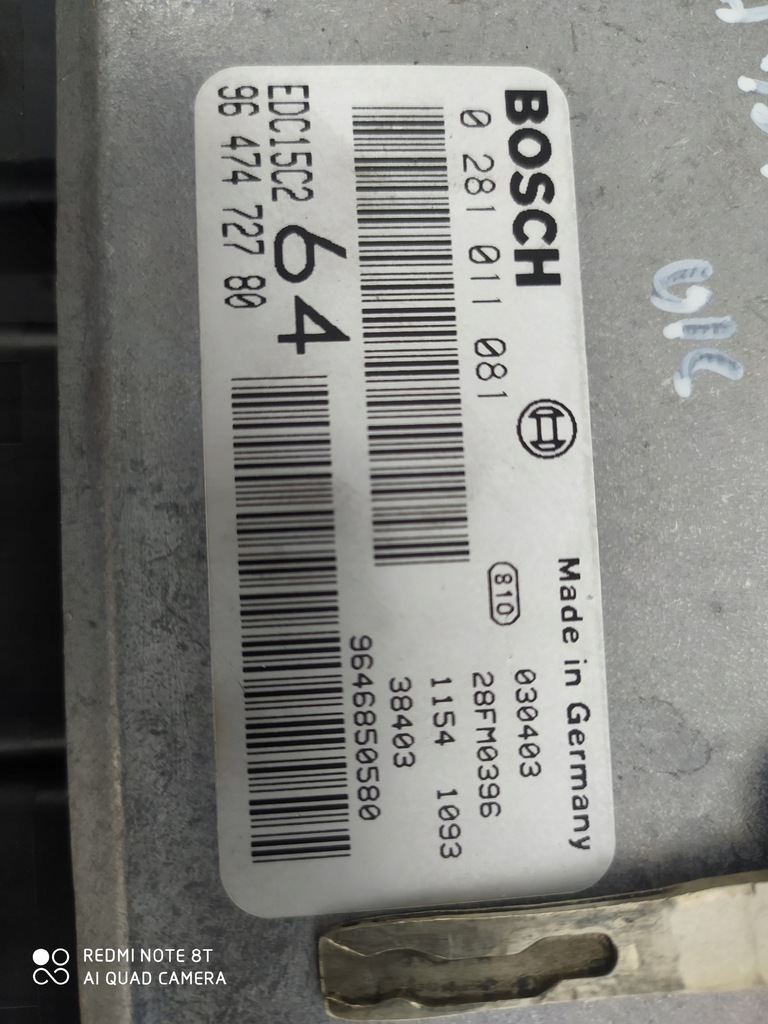 BOSCH
Made in Germany
0 281 011 081
810
030403
28FM0396
1154 1093
38403
9646850580
64
EDC15C2
96 474 727 80
REDMI NOTE 8T
AI QUAD CAMERA